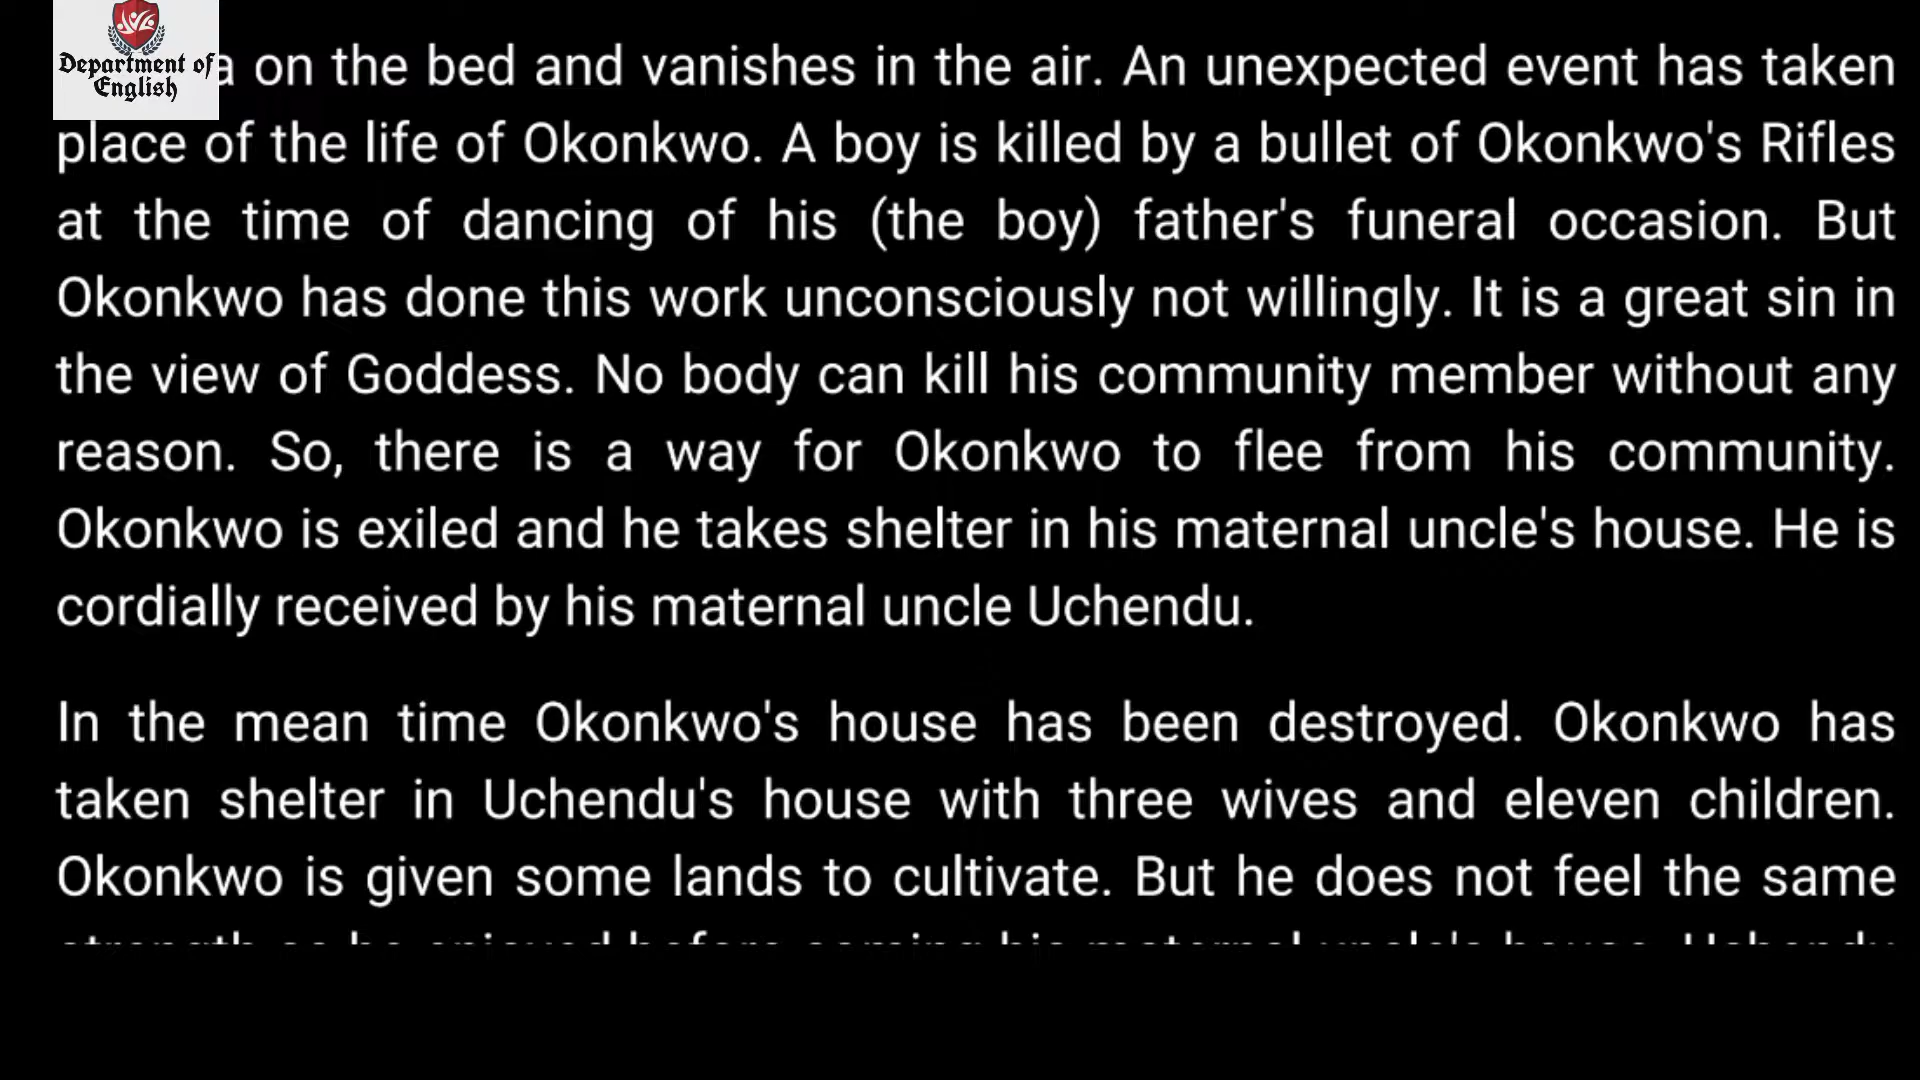 Department of
English
a on the bed and vanishes in the air. An unexpected event has taken
place of the life of Okonkwo. A boy is killed by a bullet of Okonkwo's Rifles
at the time of dancing of his (the boy) father's funeral occasion. But
Okonkwo has done this work unconsciously not willingly. It is a great sin in
the view of Goddess. No body can kill his community member without any
reason. So, there is a way for Okonkwo to flee from his community.
Okonkwo is exiled and he takes shelter in his maternal uncle's house. He is
cordially received by his maternal uncle Uchendu.
In the mean time Okonkwo's house has been destroyed. Okonkwo has
taken shelter in Uchendu's house with three wives and eleven children.
Okonkwo is given some lands to cultivate. But he does not feel the same